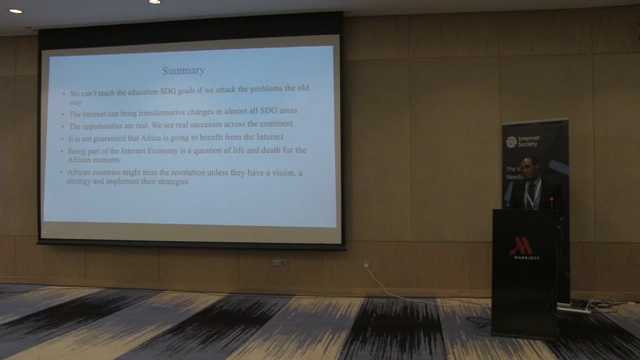 Summary
We can't reach the education SDG goals if we attack the problems the old
way
The Internet can bring transformative changes in almost all SDG areas
The opportunities are real. We see real successes across the continent.
It is not guaranteed that Africa is going to benefit from the Internet
Being part of the Internet Economy is a question of life and death for the
African economy
African countries might miss the revolution unless they have a vision, a
strategy and implement their strategies
Internet
Society
The
Needs
MARRIOTT